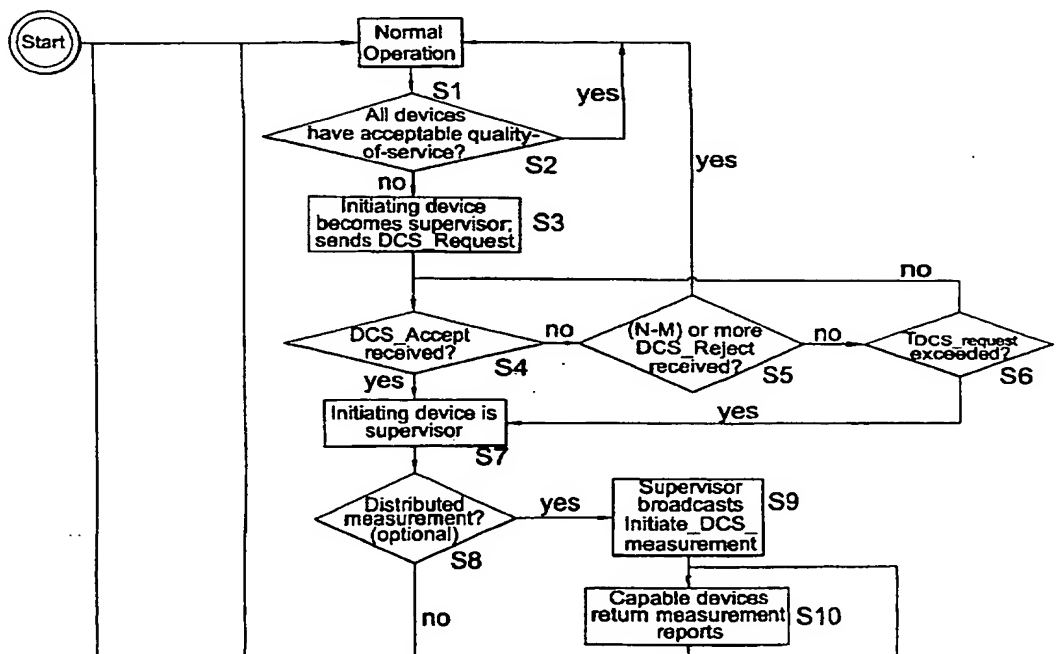 Start
Normal
Operation
S1
All devices
have acceptable quality-
of-service?
S2
yes
yes
no
Initiating device
becomes supervisor;
sends DCS_Request
S3
no
DCS_Accept
received?
S4
no
(N-M) or more
DCS_Reject
received?
S5
no
TDCS_request
exceeded?
S6
yes
yes
Initiating device is
supervisor
S7
Distributed
measurement?
(optional)
S8
yes
Supervisor
broadcasts
Initiate_DCS_
measurement
S9
no
Capable devices
return measurement
reports
S10